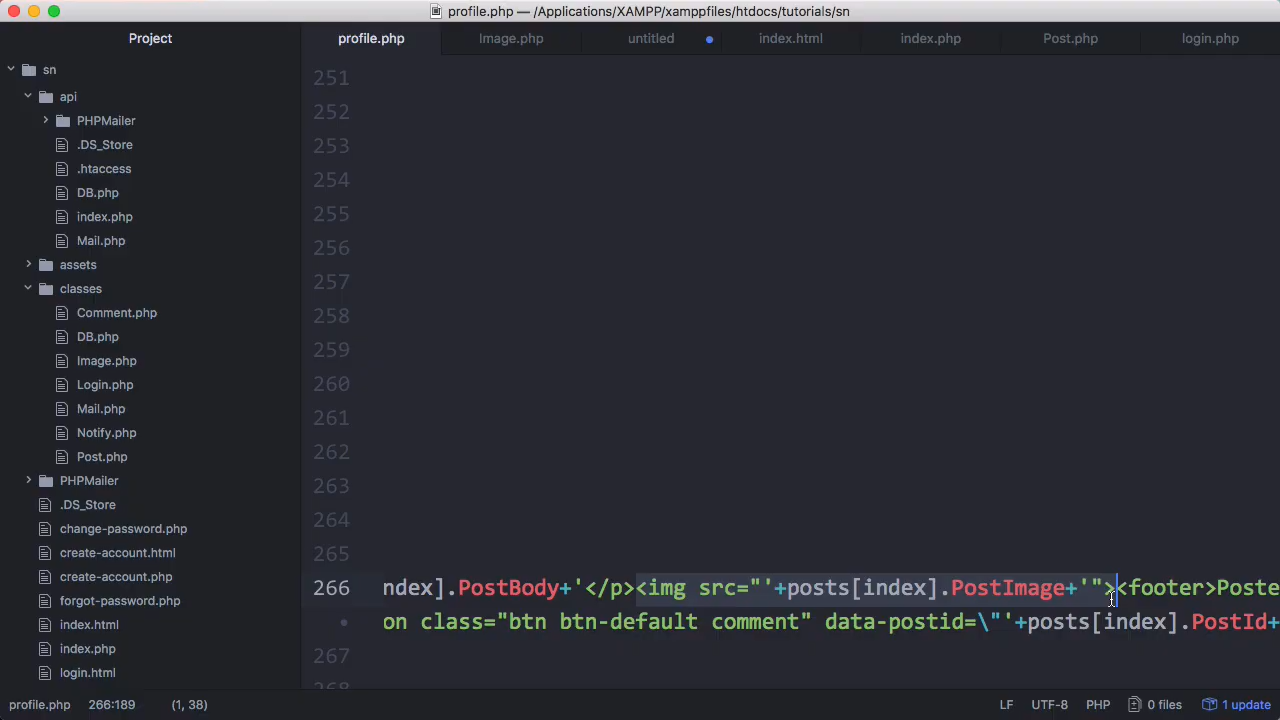 profile.php — /Applications/XAMPP/xamppfiles/htdocs/tutorials/sn
Project
profile.php
Image.php
untitled
index.html
index.php
Post.php
login.php
sn
api
PHPMailer
.DS_Store
.htaccess
DB.php
index.php
Mail.php
assets
classes
Comment.php
DB.php
Image.php
Login.php
Mail.php
Notify.php
Post.php
PHPMailer
.DS_Store
change-password.php
create-account.html
create-account.php
forgot-password.php
index.html
index.php
login.html
251
252
253
254
255
256
257
258
259
260
261
262
263
264
265
266 ndex].PostBody+'</p><img src="'+posts[index].PostImage+'"><footer>Poste
on class="btn btn-default comment" data-postid=\"'+posts[index].PostId+
267
268
profile.php 266:189 (1, 38) LF UTF-8 PHP 0 files 1 update